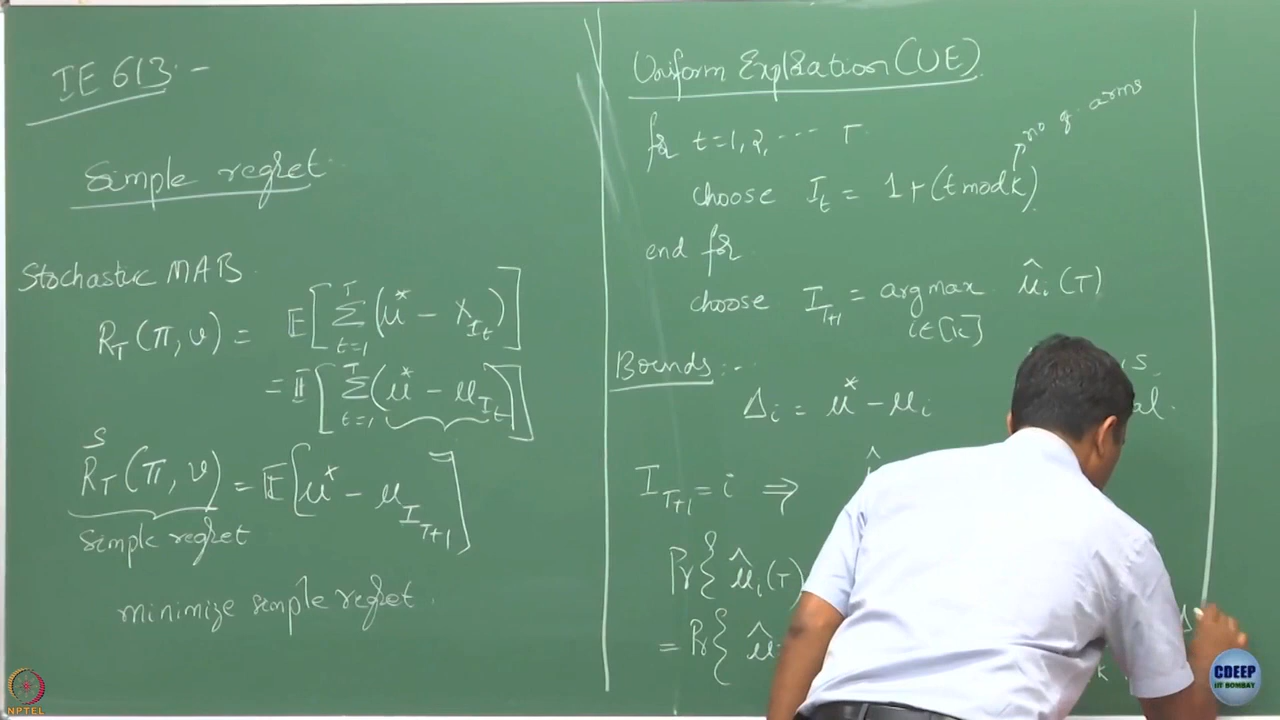 IE 613:-
Simple regret
Stochastic MAB
R_T(π, ν) = E[ Σ_{t=1}^{T} (μ* - X_{I_t}) ]
= E[ Σ_{t=1}^{T} (μ* - μ_{I_t}) ]
R_T^S(π, ν) = E[ μ* - μ_{I_{T+1}} ]
Simple regret
minimize simple regret.
Uniform Exploration (UE)
for t=1,2, ... T
no of arms
choose I_t = 1+(t mod k)
end for
choose I_{T+1} = argmax_{i∈[K]} μ̂_i(T)
Bounds:-
Δ_i = μ* - μ_i
I_{T+1} = i ⇒
Pr{ μ̂_i(T)
= Pr{ μ̂
NPTEL
CDEEP
IIT BOMBAY